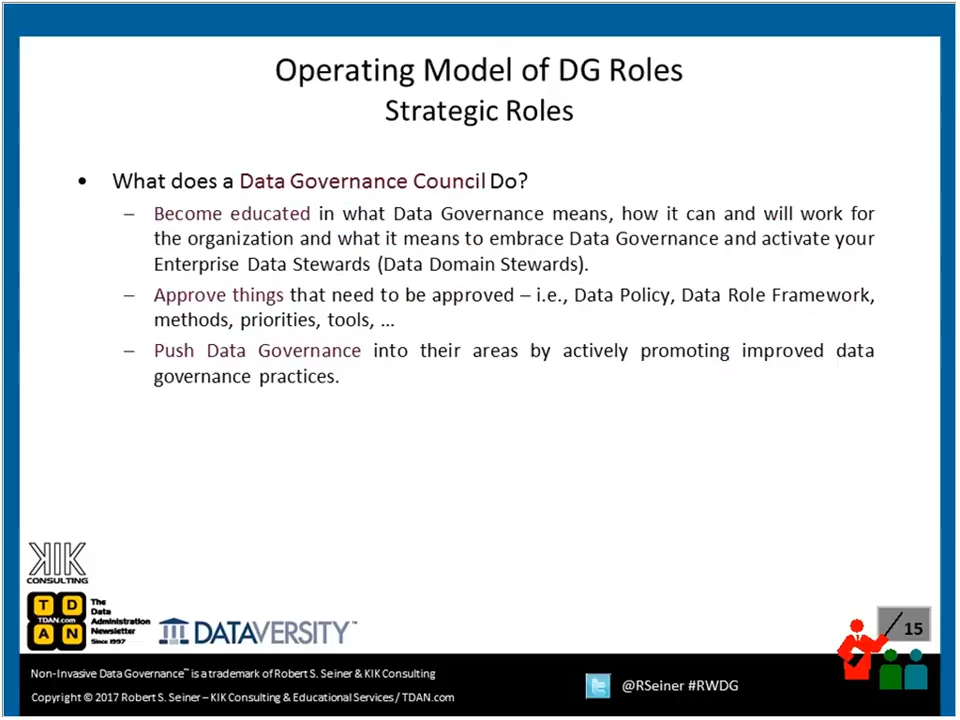 Operating Model of DG Roles
Strategic Roles
• What does a Data Governance Council Do?
– Become educated in what Data Governance means, how it can and will work for
the organization and what it means to embrace Data Governance and activate your
Enterprise Data Stewards (Data Domain Stewards).
– Approve things that need to be approved – i.e., Data Policy, Data Role Framework,
methods, priorities, tools, ...
– Push Data Governance into their areas by actively promoting improved data
governance practices.
KIK
CONSULTING
T D
TDAN.com
A N
The
Data
Administration
Newsletter
Since 1997
DATAVERSITY™
15
Non-Invasive Data Governance™ is a trademark of Robert S. Seiner & KIK Consulting
Copyright © 2017 Robert S. Seiner – KIK Consulting & Educational Services / TDAN.com
@RSeiner #RWDG